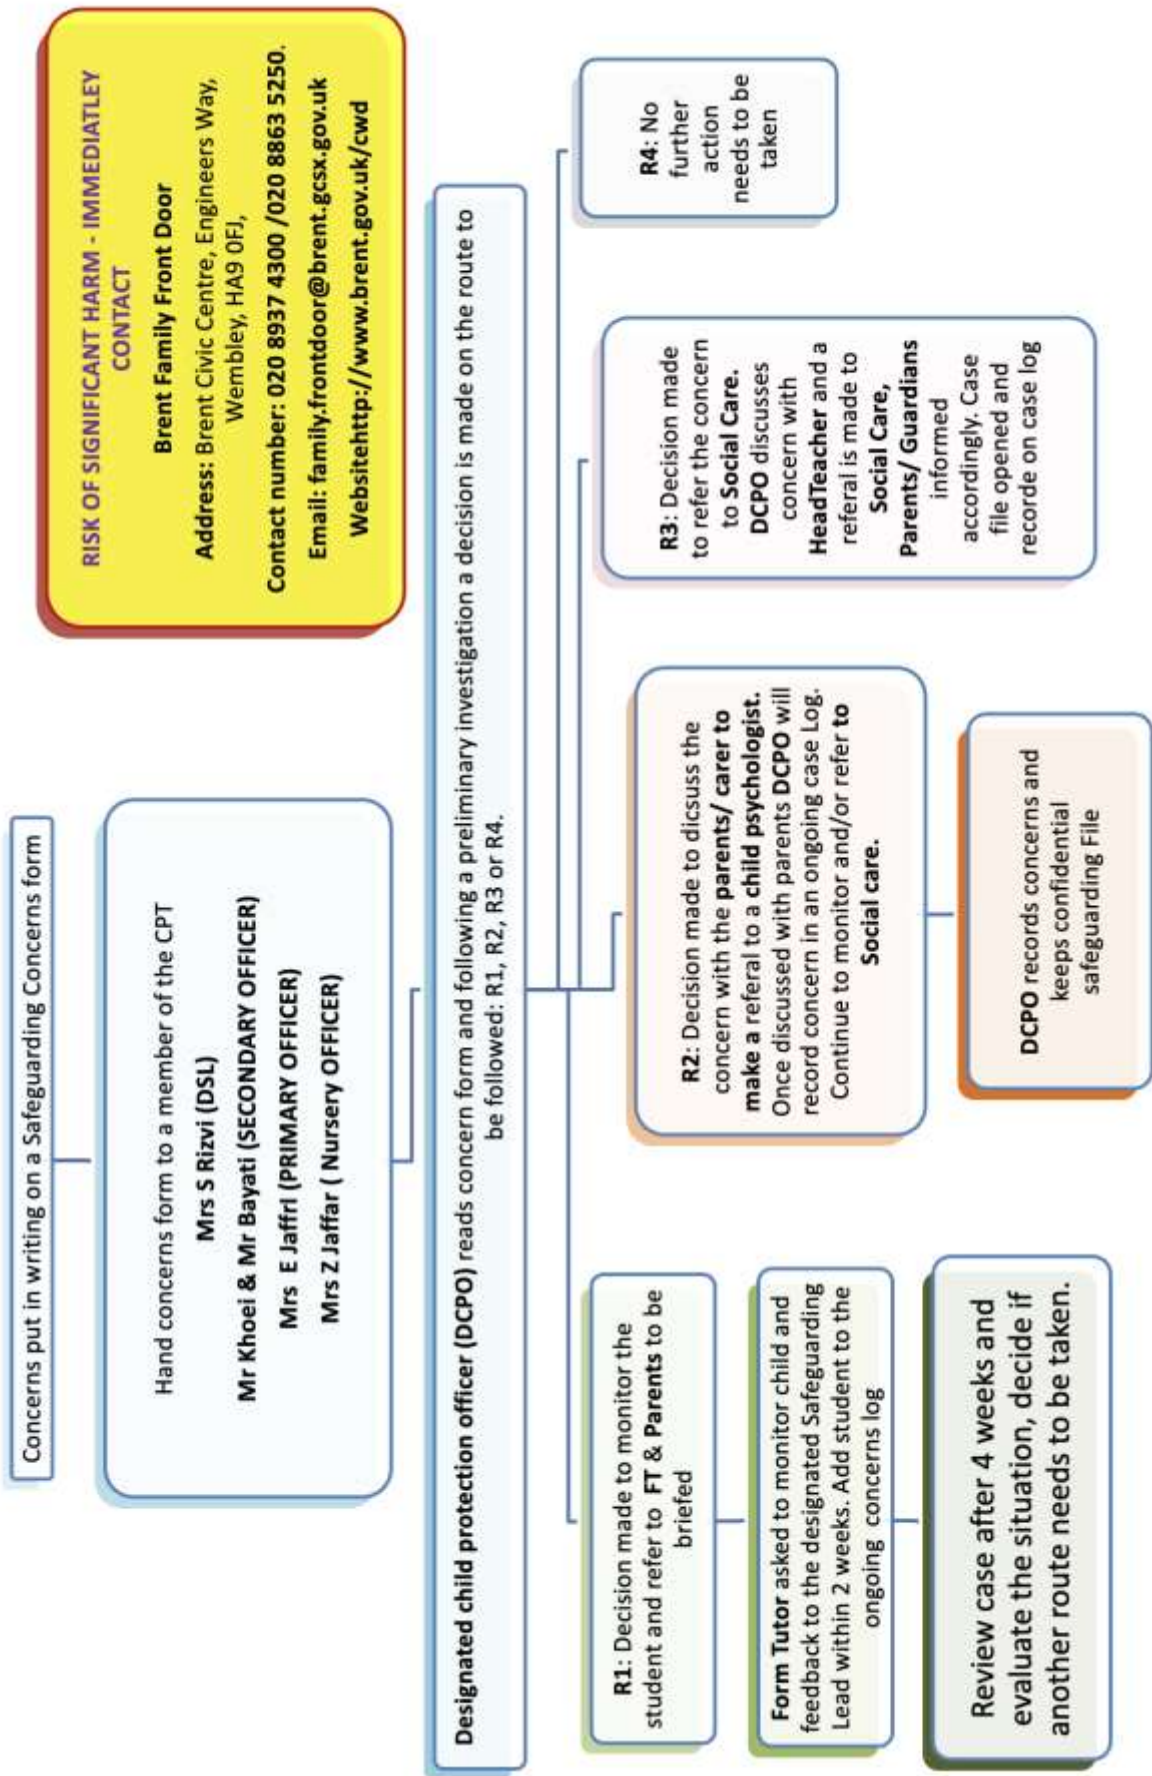 Concerns put in writing on a Safeguarding Concerns form
Hand concerns form to a member of the CPT
Mrs S Rizvi (DSL)
Mr Khoei & Mr Bayati (SECONDARY OFFICER)
Mrs E Jaffrl (PRIMARY OFFICER)
Mrs Z Jaffar ( Nursery OFFICER)
RISK OF SIGNIFICANT HARM - IMMEDIATLEY
CONTACT
Brent Family Front Door
Address: Brent Civic Centre, Engineers Way,
Wembley, HA9 0FJ,
Contact number: 020 8937 4300 /020 8863 5250.
Email: family.frontdoor@brent.gcsx.gov.uk
Websitehttp://www.brent.gov.uk/cwd
Designated child protection officer (DCPO) reads concern form and following a preliminary investigation a decision is made on the route to
be followed: R1, R2, R3 or R4.
R1: Decision made to monitor the
student and refer to FT & Parents to be
briefed
Form Tutor asked to monitor child and
feedback to the designated Safeguarding
Lead within 2 weeks. Add student to the
ongoing concerns log
Review case after 4 weeks and
evaluate the situation, decide if
another route needs to be taken.
R2: Decision made to dicsuss the
concern with the parents/ carer to
make a referal to a child psychologist.
Once discussed with parents DCPO will
record concern in an ongoing case Log.
Continue to monitor and/or refer to
Social care.
DCPO records concerns and
keeps confidential
safeguarding File
R3: Decision made
to refer the concern
to Social Care.
DCPO discusses
concern with
HeadTeacher and a
referal is made to
Social Care,
Parents/ Guardians
informed
accordingly. Case
file opened and
recorde on case log
R4: No
further
action
needs to be
taken